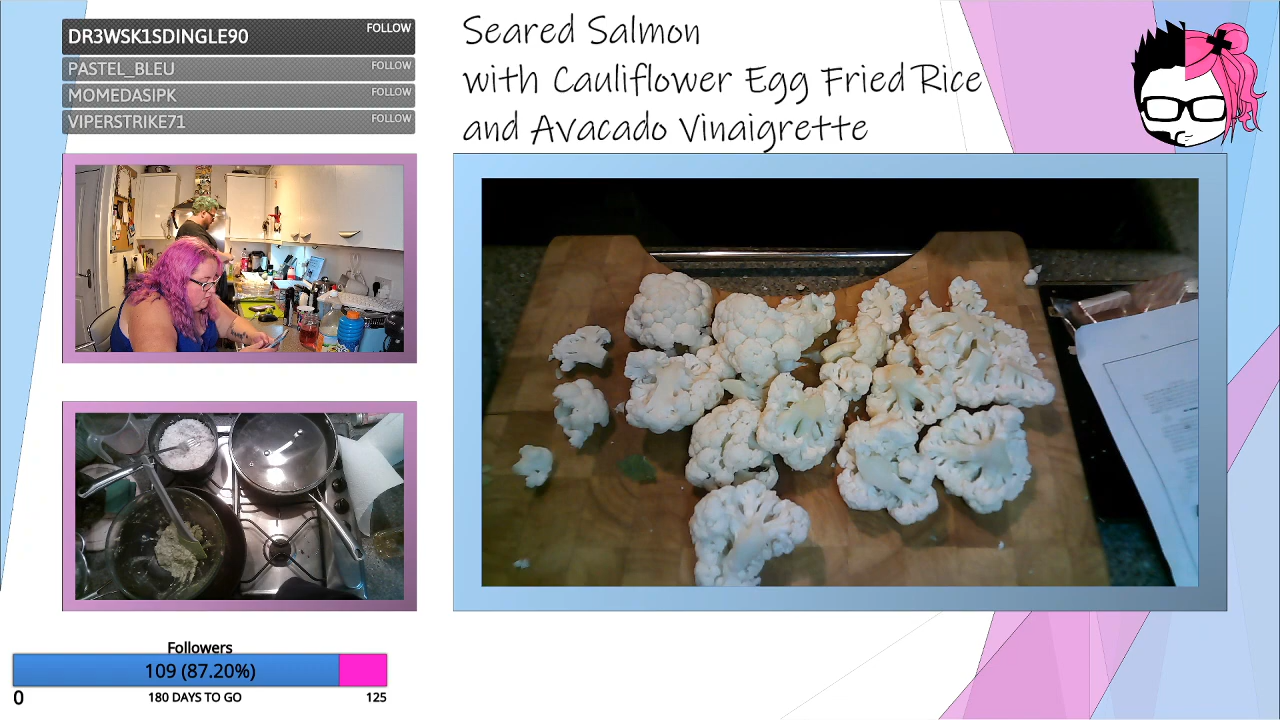 DR3WSK1SDINGLE90 FOLLOW
PASTEL_BLEU FOLLOW
MOMEDASIPK FOLLOW
VIPERSTRIKE71 FOLLOW
Seared Salmon
with Cauliflower Egg Fried Rice
and Avacado Vinaigrette
Followers
109 (87.20%)
0 180 DAYS TO GO 125